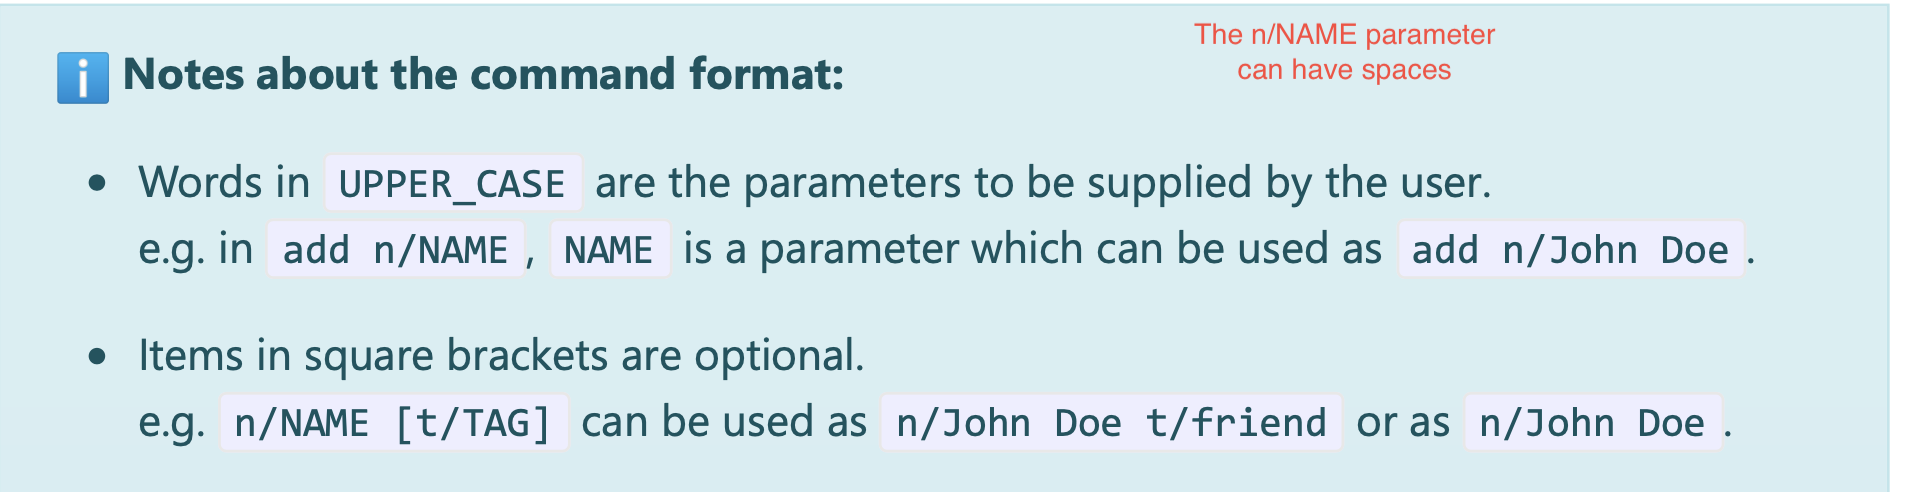 The n/NAME parameter
can have spaces
ℹ Notes about the command format:
• Words in UPPER_CASE are the parameters to be supplied by the user.
e.g. in add n/NAME, NAME is a parameter which can be used as add n/John Doe.
• Items in square brackets are optional.
e.g. n/NAME [t/TAG] can be used as n/John Doe t/friend or as n/John Doe.